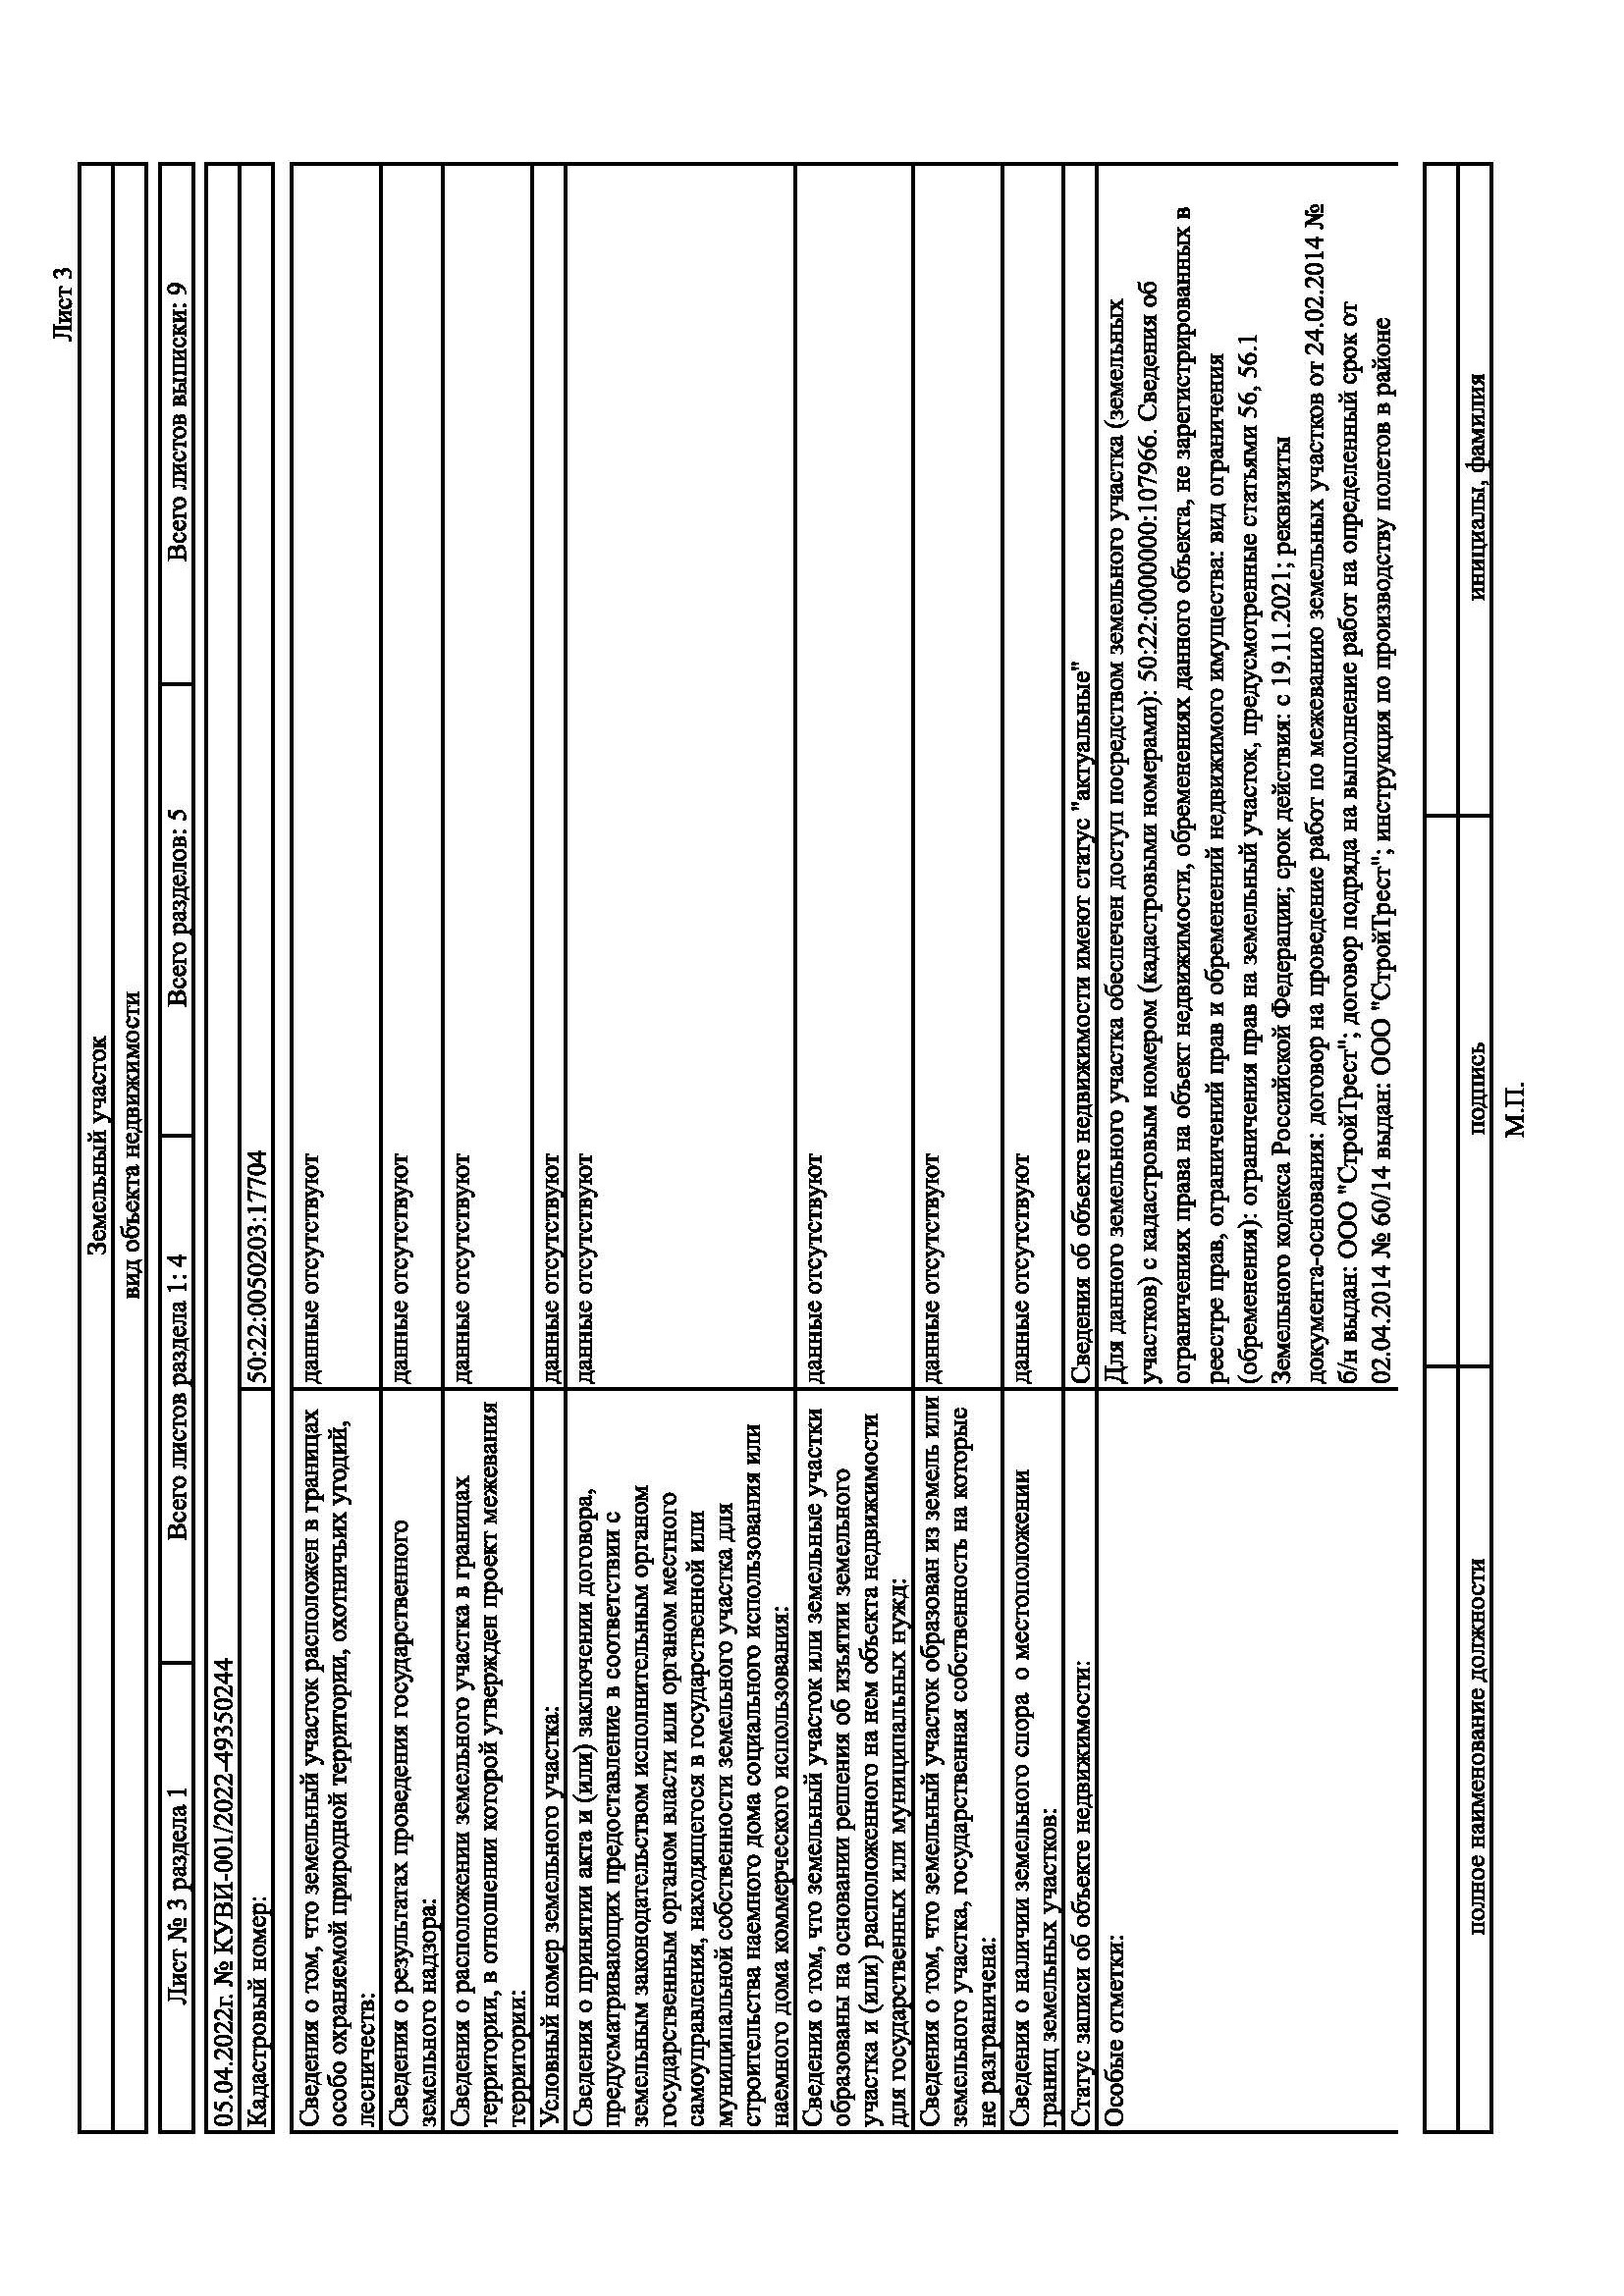 Лист 3
Земельный участок
вид объекта недвижимости
Лист № 3 раздела 1
Всего листов раздела 1: 4
Всего разделов: 5
Всего листов выписки: 9
05.04.2022г. № КУВИ-001/2022-49350244
Кадастровый номер:
50:22:0050203:17704
Сведения о том, что земельный участок расположен в границах
особо охраняемой природной территории, охотничьих угодий,
лесничеств:
данные отсутствуют
Сведения о результатах проведения государственного
земельного надзора:
данные отсутствуют
Сведения о расположении земельного участка в границах
территории, в отношении которой утвержден проект межевания
территории:
данные отсутствуют
Условный номер земельного участка:
данные отсутствуют
Сведения о принятии акта и (или) заключении договора,
предусматривающих предоставление в соответствии с
земельным законодательством исполнительным органом
государственным органом власти или органом местного
самоуправления, находящегося в государственной или
муниципальной собственности земельного участка для
строительства наемного дома социального использования или
наемного дома коммерческого использования:
данные отсутствуют
Сведения о том, что земельный участок или земельные участки
образованы на основании решения об изъятии земельного
участка и (или) расположенного на нем объекта недвижимости
для государственных или муниципальных нужд:
данные отсутствуют
Сведения о том, что земельный участок образован из земель или
земельного участка, государственная собственность на которые
не разграничена:
данные отсутствуют
Сведения о наличии земельного спора о местоположении
границ земельных участков:
данные отсутствуют
Статус записи об объекте недвижимости:
Сведения об объекте недвижимости имеют статус "актуальные"
Особые отметки:
Для данного земельного участка обеспечен доступ посредством земельного участка (земельных
участков) с кадастровым номером (кадастровыми номерами): 50:22:0000000:107966. Сведения об
ограничениях права на объект недвижимости, обременениях данного объекта, не зарегистрированных в
реестре прав, ограничений прав и обременений недвижимого имущества: вид ограничения
(обременения): ограничения прав на земельный участок, предусмотренные статьями 56, 56.1
Земельного кодекса Российской Федерации; срок действия: с 19.11.2021; реквизиты
документа-основания: договор на проведение работ по межеванию земельных участков от 24.02.2014 №
б/н выдан: ООО "СтройТрест"; договор подряда на выполнение работ на определенный срок от
02.04.2014 № 60/14 выдан: ООО "СтройТрест"; инструкция по производству полетов в районе
полное наименование должности
подпись
инициалы, фамилия
М.П.